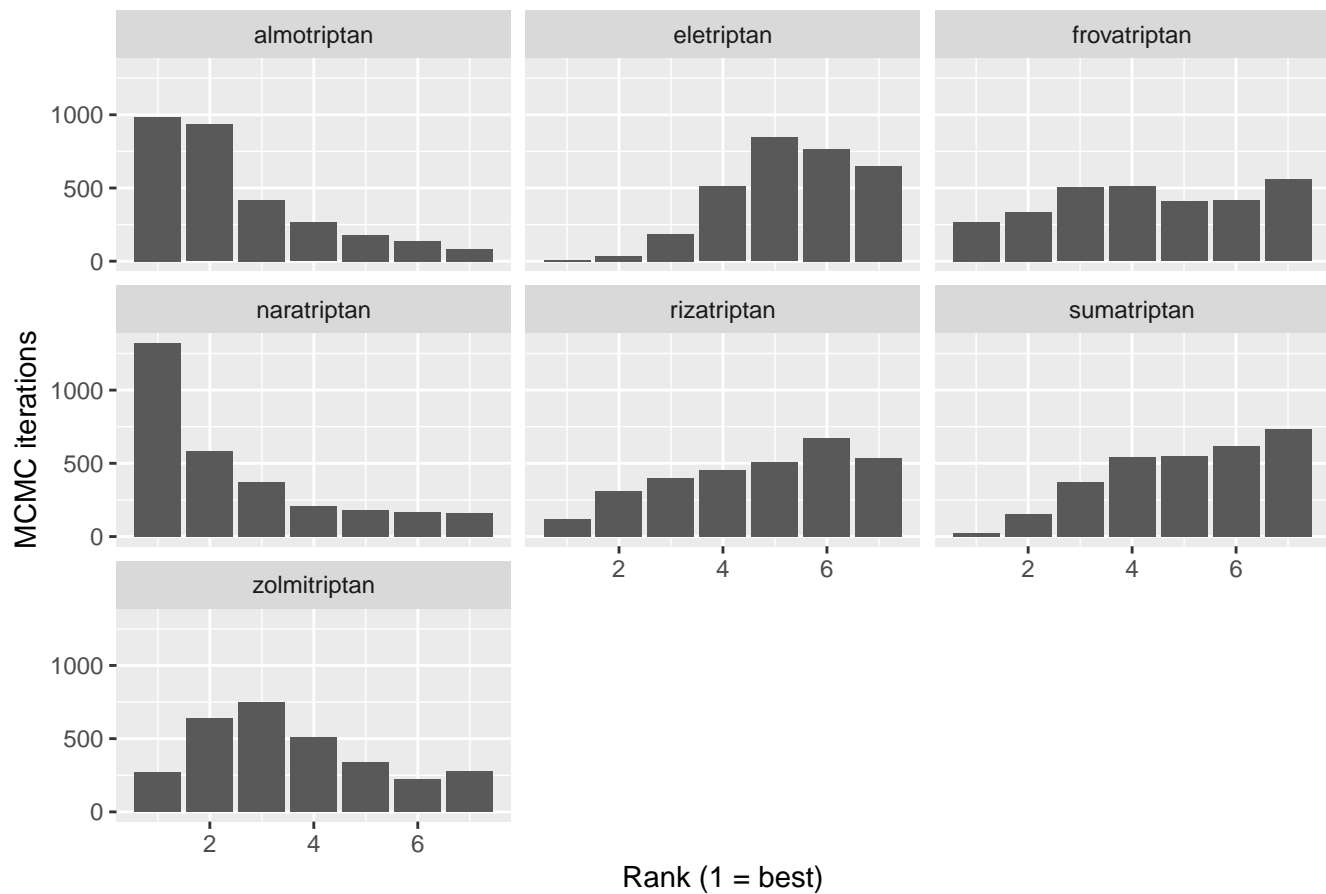 almotriptan
eletriptan
frovatriptan
1000
500
0
naratriptan
rizatriptan
sumatriptan
1000
500
0
2 4 6
2 4 6
zolmitriptan
1000
500
0
2 4 6
MCMC iterations
Rank (1 = best)